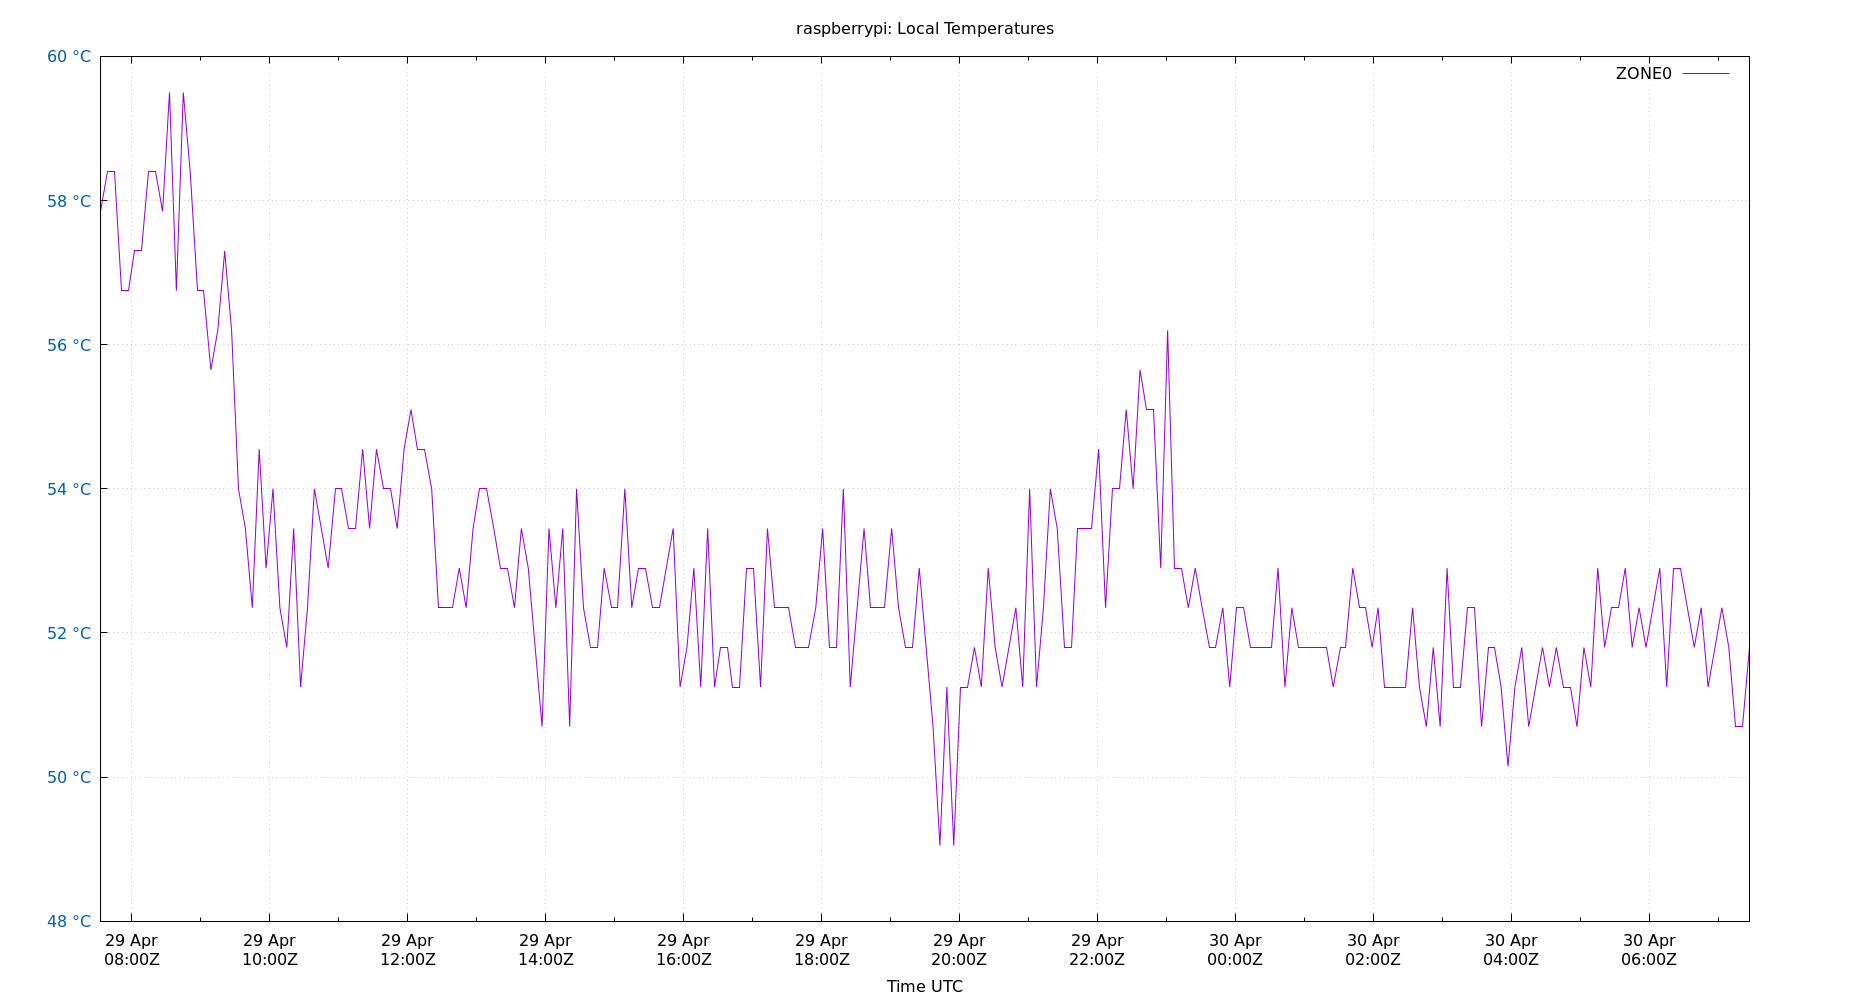 raspberrypi: Local Temperatures
60 °C
ZONE0
58 °C
56 °C
54 °C
52 °C
50 °C
48 °C
29 Apr 29 Apr 29 Apr 29 Apr 29 Apr 29 Apr 29 Apr 29 Apr 30 Apr 30 Apr 30 Apr 30 Apr
08:00Z 10:00Z 12:00Z 14:00Z 16:00Z 18:00Z 20:00Z 22:00Z 00:00Z 02:00Z 04:00Z 06:00Z
Time UTC